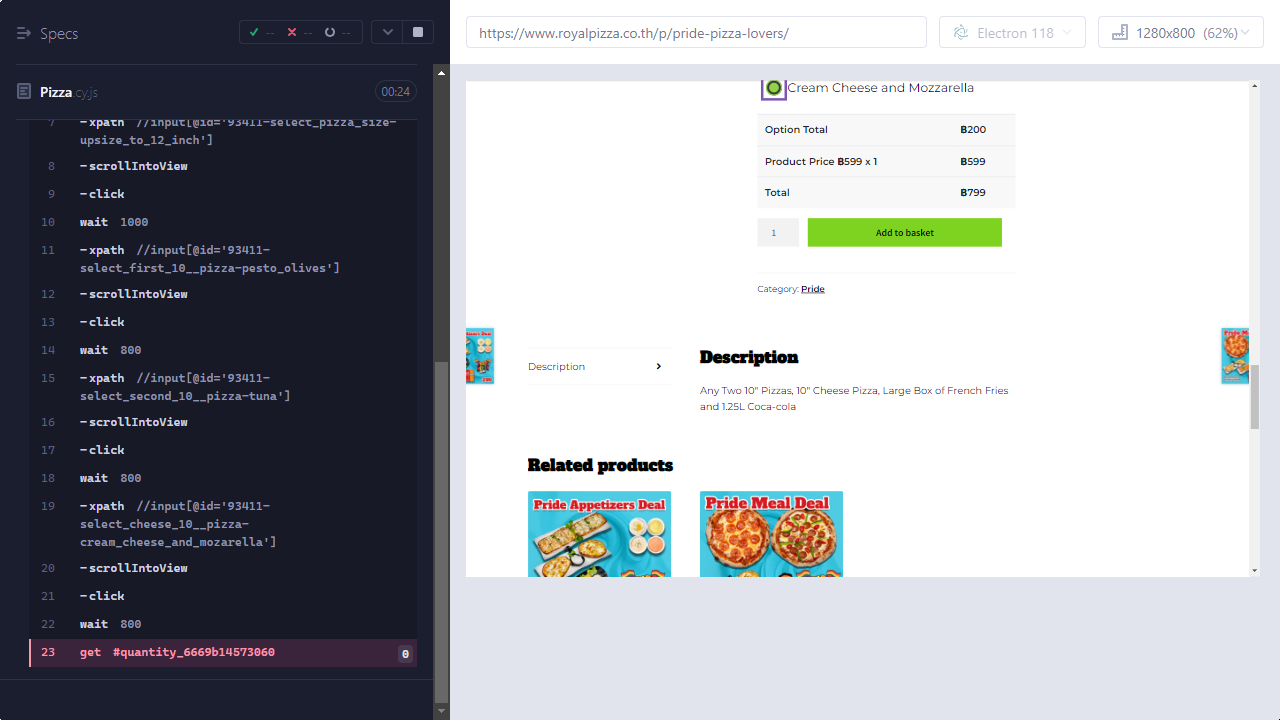 Specs
-- -- --
Pizza cy.js 00:24
7 -xpath //input[@id='93411-select_pizza_size-
upsize_to_12_inch']
8 -scrollIntoView
9 -click
10 wait 1000
11 -xpath //input[@id='93411-
select_first_10__pizza-pesto_olives']
12 -scrollIntoView
13 -click
14 wait 800
15 -xpath //input[@id='93411-
select_second_10__pizza-tuna']
16 -scrollIntoView
17 -click
18 wait 800
19 -xpath //input[@id='93411-
select_cheese_10__pizza-
cream_cheese_and_mozarella']
20 -scrollIntoView
21 -click
22 wait 800
23 get #quantity_6669b14573060 0
https://www.royalpizza.co.th/p/pride-pizza-lovers/
Electron 118
1280x800 (62%)
Cream Cheese and Mozzarella
Option Total ฿200
Product Price ฿599 x 1 ฿599
Total ฿799
1 Add to basket
Category: Pride
Description
Description
Any Two 10" Pizzas, 10" Cheese Pizza, Large Box of French Fries
and 1.25L Coca-cola
Related products
Pride Appetizers Deal
Pride Meal Deal